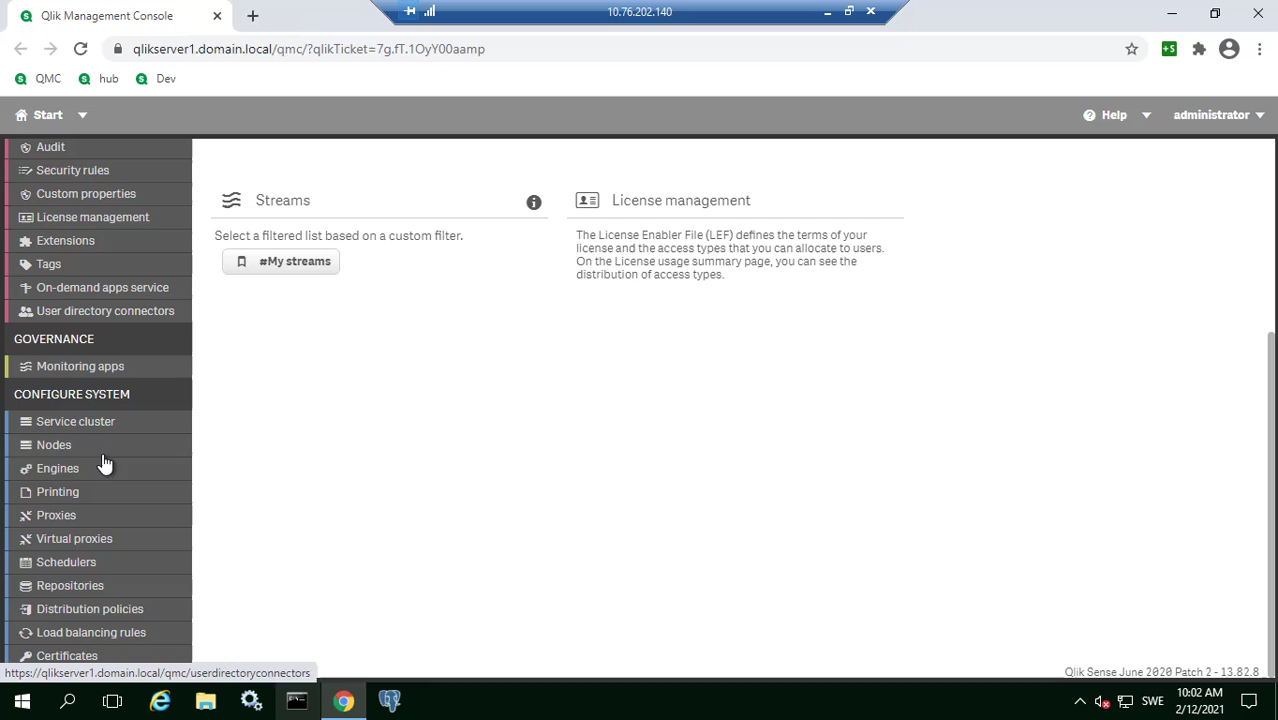 Qlik Management Console
10.76.202.140
qlikserver1.domain.local/qmc/?qlikTicket=7g.fT.1OyY00aamp
QMC
hub
Dev
+S
Start
Help
administrator
Audit
Security rules
Custom properties
License management
Extensions
Tags
On-demand apps service
User directory connectors
GOVERNANCE
Monitoring apps
CONFIGURE SYSTEM
Service cluster
Nodes
Engines
Printing
Proxies
Virtual proxies
Schedulers
Repositories
Distribution policies
Load balancing rules
Certificates
Streams
Select a filtered list based on a custom filter.
#My streams
License management
The License Enabler File (LEF) defines the terms of your
license and the access types that you can allocate to users.
On the License usage summary page, you can see the
distribution of access types.
https://qlikserver1.domain.local/qmc/userdirectoryconnectors
Qlik Sense June 2020 Patch 2 - 13.82.8
SWE
10:02 AM
2/12/2021